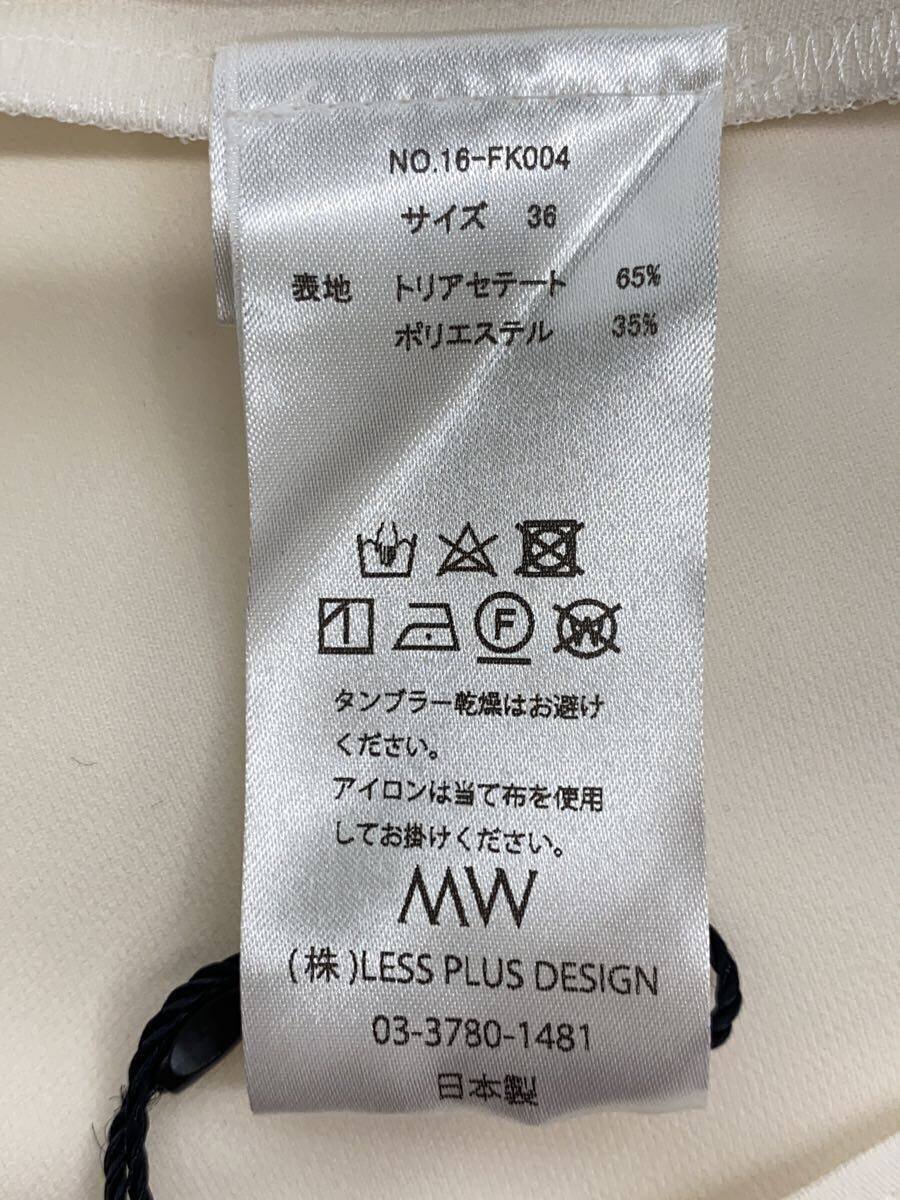 NO.16-FK004
サイズ 36
表地 トリアセテート 65%
ポリエステル 35%
F
W
タンブラー乾燥はお避け
ください。
アイロンは当て布を使用
してお掛けください。
MW
(株)LESS PLUS DESIGN
03-3780-1481
日本製